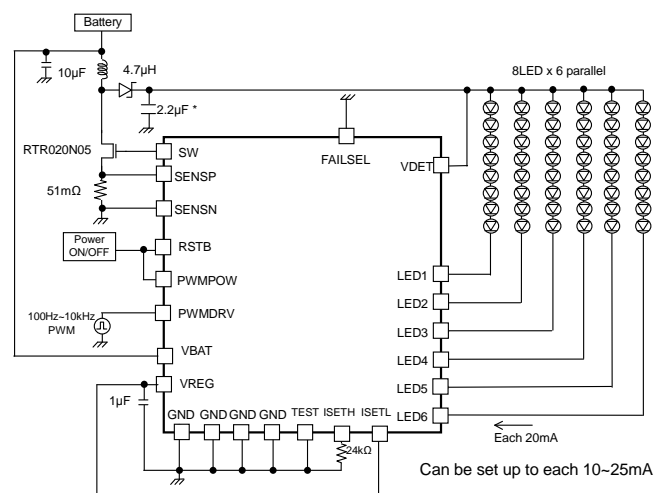 Battery
10µF
4.7µH
2.2µF *
8LED x 6 parallel
RTR020N05
51mΩ
SW
FAILSEL
VDET
SENSP
SENSN
Power
ON/OFF
RSTB
PWMPOW
LED1
LED2
100Hz~10kHz
PWM
PWMDRV
LED3
VBAT
LED4
VREG
LED5
1µF
GND
GND
GND
GND
TEST
ISETH
ISETL
LED6
24kΩ
Each 20mA
Can be set up to each 10~25mA